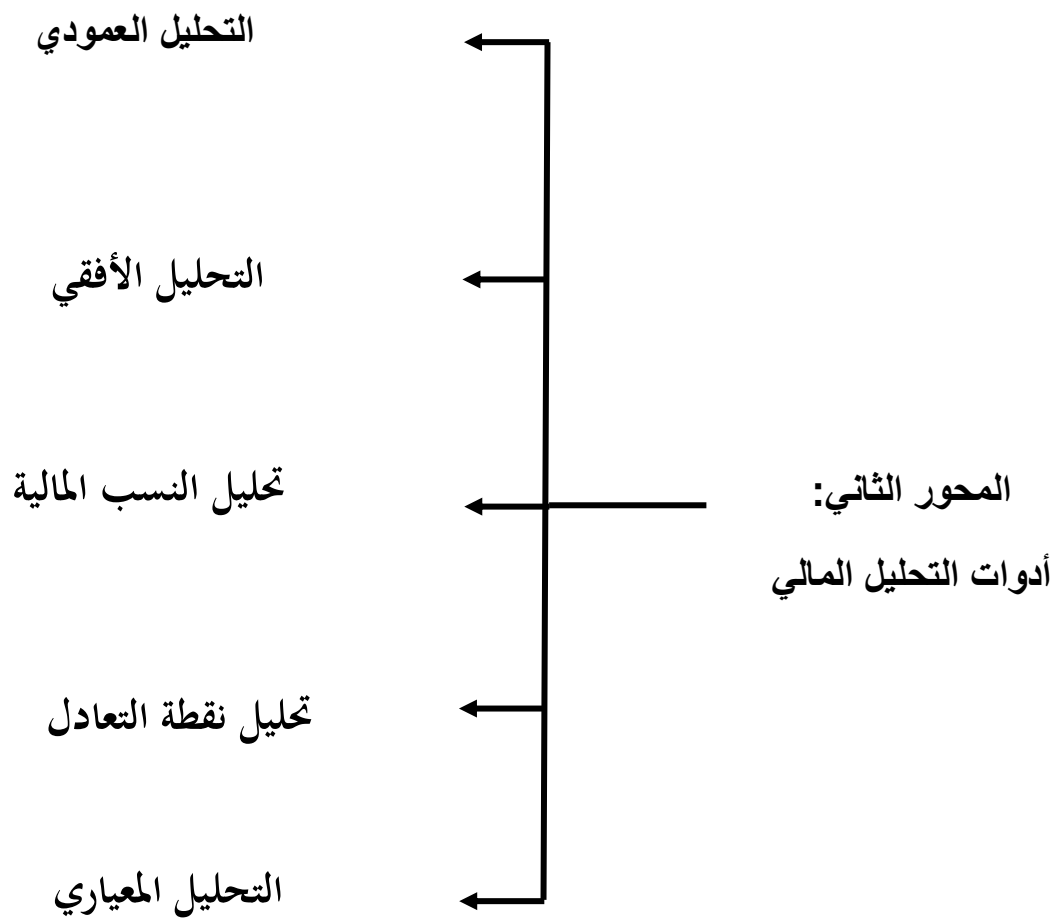 المحور الثاني:
أدوات التحليل المالي
التحليل العمودي
التحليل الأفقي
تحليل النسب المالية
تحليل نقطة التعادل
التحليل المعياري